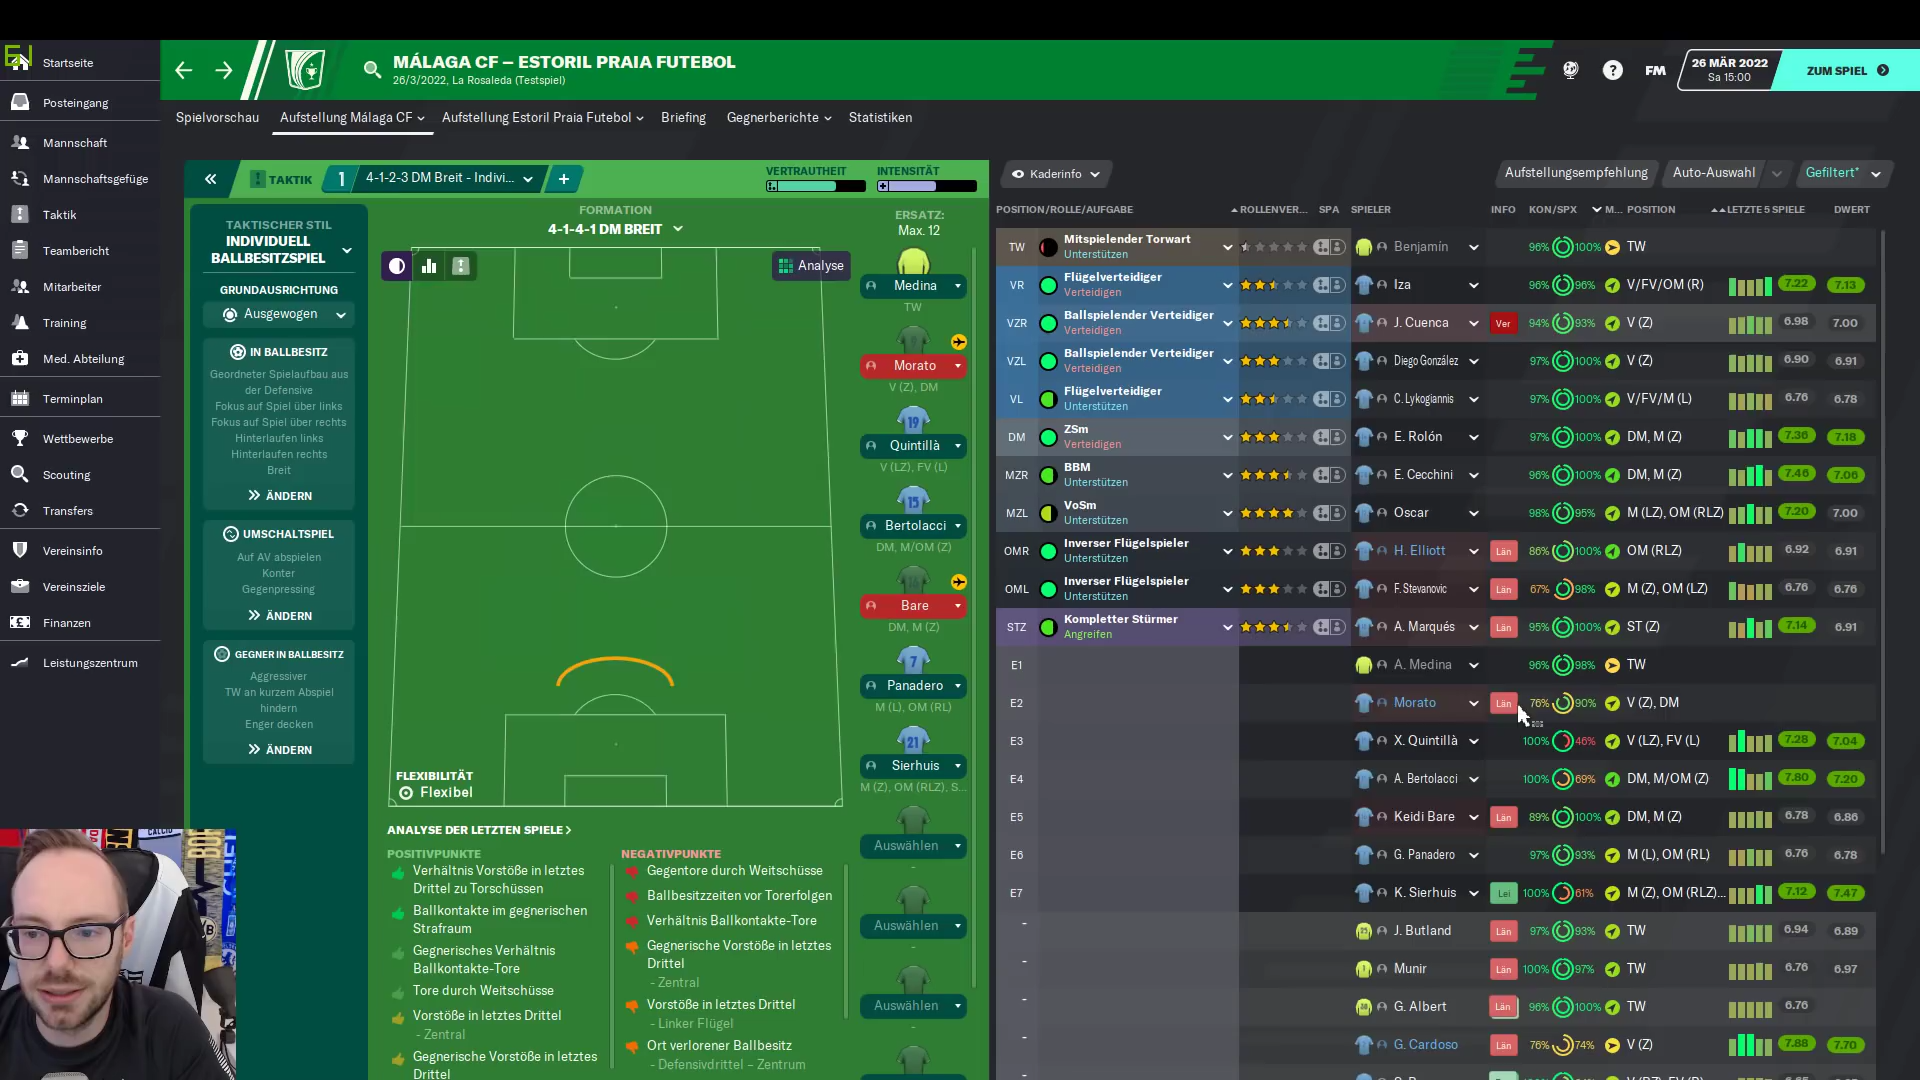 Startseite
Posteingang
Mannschaft
Mannschaftsgefüge
Taktik
Teambericht
Mitarbeiter
Training
Med. Abteilung
Terminplan
Wettbewerbe
Scouting
Transfers
Vereinsinfo
Vereinsziele
Finanzen
Leistungszentrum
MÁLAGA CF – ESTORIL PRAIA FUTEBOL
26/3/2022, La Rosaleda (Testspiel)
FM
26 MÄR 2022
Sa 15:00
ZUM SPIEL
Spielvorschau Aufstellung Málaga CF Aufstellung Estoril Praia Futebol Briefing Gegnerberichte Statistiken
TAKTIK 1 4-1-2-3 DM Breit - Indivi...
VERTRAUTHEIT INTENSITÄT
TAKTISCHER STIL
INDIVIDUELL
BALLBESITZSPIEL
GRUNDAUSRICHTUNG
Ausgewogen
IN BALLBESITZ
Geordneter Spielaufbau aus
der Defensive
Fokus auf Spiel über links
Fokus auf Spiel über rechts
Hinterlaufen links
Hinterlaufen rechts
Breit
ÄNDERN
UMSCHALTSPIEL
Auf AV abspielen
Konter
Gegenpressing
ÄNDERN
GEGNER IN BALLBESITZ
Aggressiver
TW an kurzem Abspiel
hindern
Enger decken
ÄNDERN
FORMATION
4-1-4-1 DM BREIT
Analyse
FLEXIBILITÄT
Flexibel
ERSATZ:
Max. 12
Medina
TW
Morato
V (Z), DM
19
Quintillà
V (LZ), FV (L)
15
Bertolacci
DM, M/OM (Z)
Bare
DM, M (Z)
7
Panadero
M (L), OM (RL)
21
Sierhuis
M (Z), OM (RLZ), S...
Auswählen
-
Auswählen
-
Auswählen
-
ANALYSE DER LETZTEN SPIELE
POSITIVPUNKTE
Verhältnis Vorstöße in letztes
Drittel zu Torschüssen
Ballkontakte im gegnerischen
Strafraum
Gegnerisches Verhältnis
Ballkontakte-Tore
Tore durch Weitschüsse
Vorstöße in letztes Drittel
- Zentral
Gegnerische Vorstöße in letztes
Drittel
NEGATIVPUNKTE
Gegentore durch Weitschüsse
Ballbesitzzeiten vor Torerfolgen
Verhältnis Ballkontakte-Tore
Gegnerische Vorstöße in letztes
Drittel
- Zentral
Vorstöße in letztes Drittel
- Linker Flügel
Ort verlorener Ballbesitz
- Defensivdrittel – Zentrum
Kaderinfo
Aufstellungsempfehlung Auto-Auswahl Gefiltert*
POSITION/ROLLE/AUFGABE ROLLENVER... SPA SPIELER INFO KON/SPX M... POSITION LETZTE 5 SPIELE DWERT
TW Mitspielender Torwart Unterstützen Benjamín 96% 100% TW
VR Flügelverteidiger Verteidigen Iza 96% 96% V/FV/OM (R) 7.22 7.13
VZR Ballspielender Verteidiger Verteidigen J. Cuenca Ver 94% 93% V (Z) 6.98 7.00
VZL Ballspielender Verteidiger Verteidigen Diego González 97% 100% V (Z) 6.90 6.91
VL Flügelverteidiger Unterstützen C. Lykogiannis 97% 100% V/FV/M (L) 6.76 6.78
DM ZSm Verteidigen E. Rolón 97% 100% DM, M (Z) 7.36 7.18
MZR BBM Unterstützen E. Cecchini 96% 100% DM, M (Z) 7.46 7.06
MZL VoSm Unterstützen Oscar 98% 95% M (LZ), OM (RLZ) 7.20 7.00
OMR Inverser Flügelspieler Unterstützen H. Elliott Län 86% 100% OM (RLZ) 6.92 6.91
OML Inverser Flügelspieler Unterstützen F. Stevanovic Län 67% 98% M (Z), OM (LZ) 6.76 6.76
STZ Kompletter Stürmer Angreifen A. Marqués Län 95% 100% ST (Z) 7.14 6.91
E1 A. Medina 96% 98% TW
E2 Morato Län 76% 90% V (Z), DM
E3 X. Quintillà 100% 46% V (LZ), FV (L) 7.28 7.04
E4 A. Bertolacci 100% 69% DM, M/OM (Z) 7.80 7.20
E5 Keidi Bare Län 89% 100% DM, M (Z) 6.78 6.86
E6 G. Panadero 97% 93% M (L), OM (RL) 6.76 6.78
E7 K. Sierhuis Lei 100% 61% M (Z), OM (RLZ)... 7.12 7.47
- J. Butland Län 97% 93% TW 6.94 6.89
- Munir Län 100% 97% TW 6.76 6.97
- G. Albert Län 96% 100% TW 6.76
- G. Cardoso Län 76% 74% V (Z) 7.88 7.70